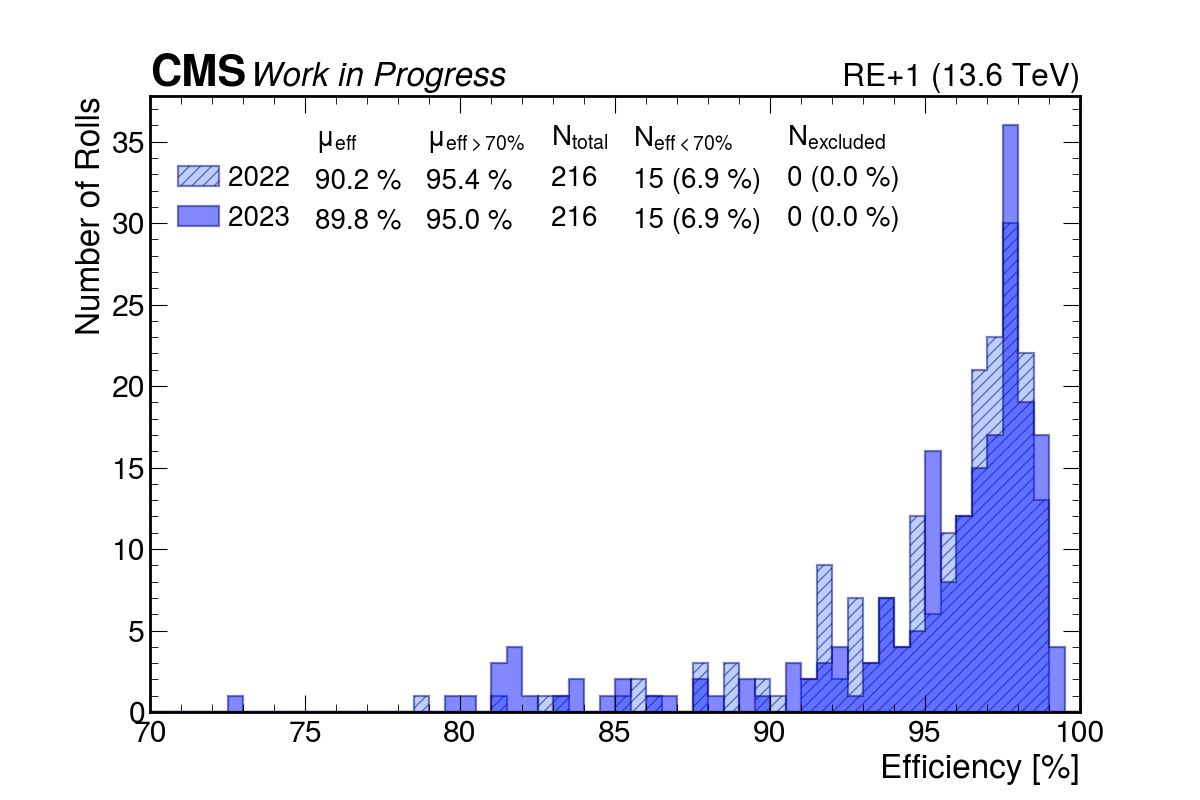 CMS Work in Progress RE+1 (13.6 TeV)
Number of Rolls
μeff μeff > 70% Ntotal Neff < 70% Nexcluded
2022 90.2 % 95.4 % 216 15 (6.9 %) 0 (0.0 %)
2023 89.8 % 95.0 % 216 15 (6.9 %) 0 (0.0 %)
35
30
25
20
15
10
5
0
70 75 80 85 90 95 100
Efficiency [%]